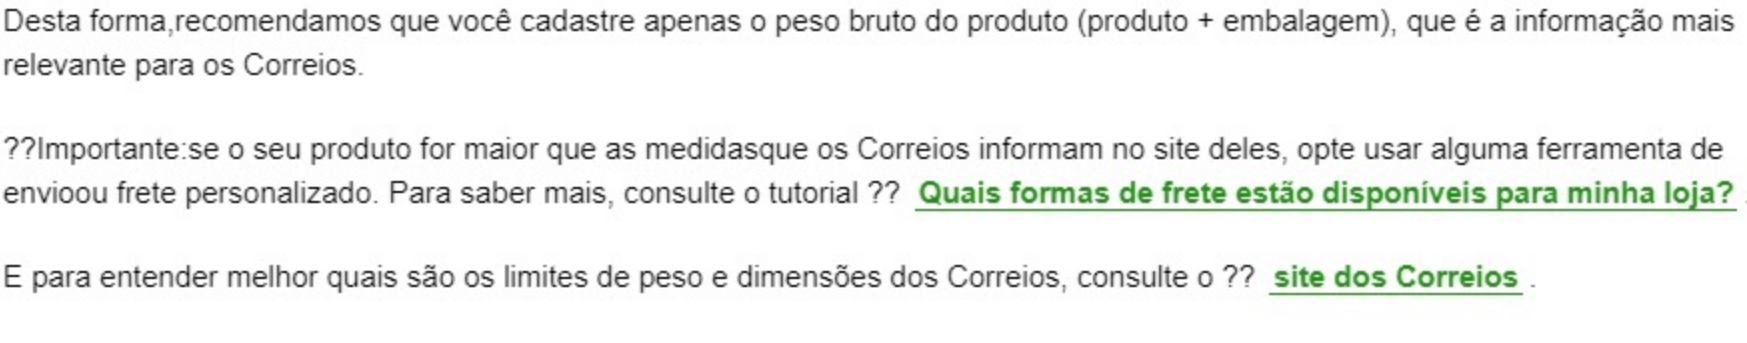 Desta forma,recomendamos que você cadastre apenas o peso bruto do produto (produto + embalagem), que é a informação mais
relevante para os Correios.
??Importante:se o seu produto for maior que as medidasque os Correios informam no site deles, opte usar alguma ferramenta de
envioou frete personalizado. Para saber mais, consulte o tutorial ?? Quais formas de frete estão disponíveis para minha loja? .
E para entender melhor quais são os limites de peso e dimensões dos Correios, consulte o ?? site dos Correios .